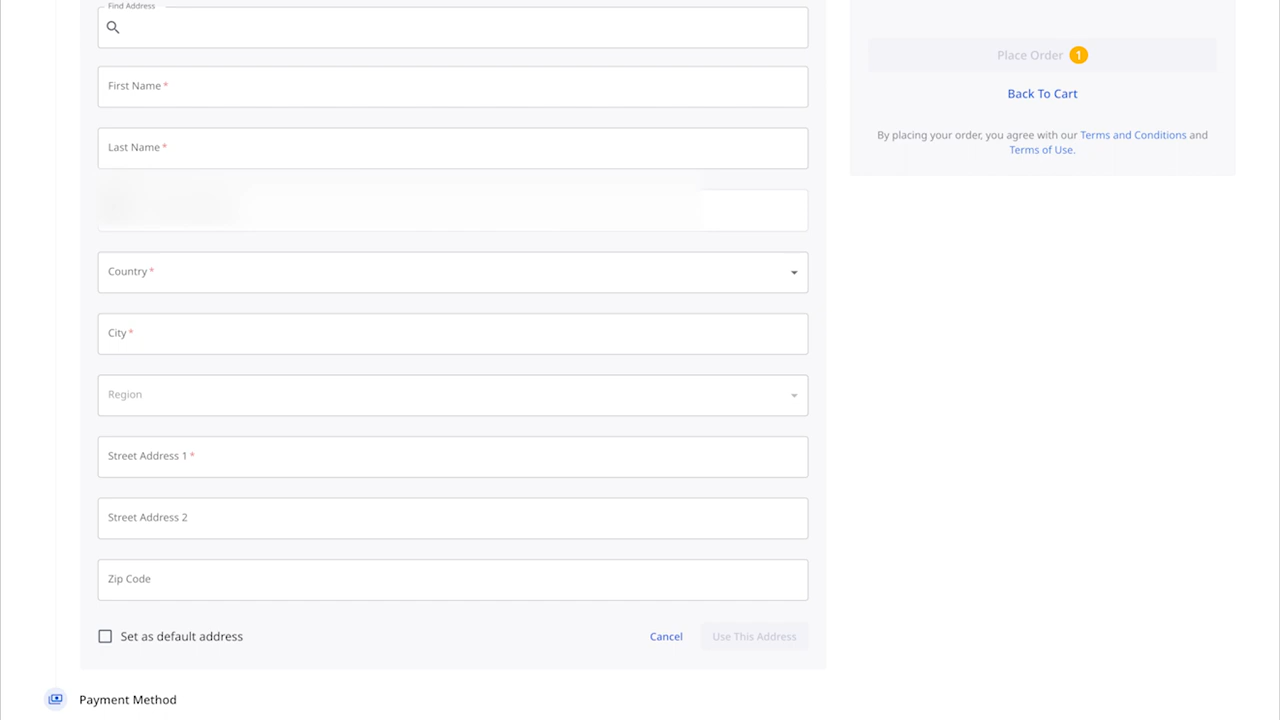 Find Address
First Name *
Last Name *
Country *
City *
Region
Street Address 1 *
Street Address 2
Zip Code
Set as default address
Cancel
Use This Address
Payment Method
Place Order 1
Back To Cart
By placing your order, you agree with our Terms and Conditions and
Terms of Use.